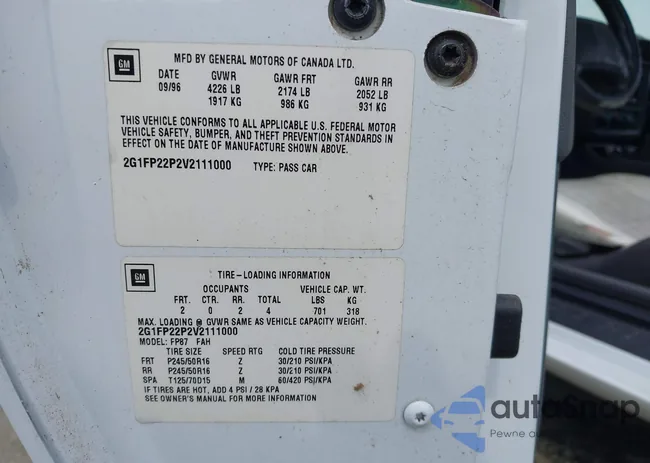 GM
MFD BY GENERAL MOTORS OF CANADA LTD.
DATE GVWR GAWR FRT GAWR RR
09/96 4226 LB 2174 LB 2052 LB
1917 KG 986 KG 931 KG
THIS VEHICLE CONFORMS TO ALL APPLICABLE U.S. FEDERAL MOTOR
VEHICLE SAFETY, BUMPER, AND THEFT PREVENTION STANDARDS IN
EFFECT ON THE DATE OF MANUFACTURE SHOWN ABOVE.
2G1FP22P2V2111000 TYPE: PASS CAR
GM
TIRE-LOADING INFORMATION
OCCUPANTS VEHICLE CAP. WT.
FRT. CTR. RR. TOTAL LBS KG
2 0 2 4 701 318
MAX. LOADING @ GVWR SAME AS VEHICLE CAPACITY WEIGHT.
2G1FP22P2V2111000
MODEL: FP87 FAH
TIRE SIZE SPEED RTG COLD TIRE PRESSURE
FRT P245/50R16 Z 30/210 PSI/KPA
RR P245/50R16 Z 30/210 PSI/KPA
SPA T125/70D15 M 60/420 PSI/KPA
IF TIRES ARE HOT, ADD 4 PSI / 28 KPA
SEE OWNER'S MANUAL FOR MORE INFORMATION
autoSnap
Pewne